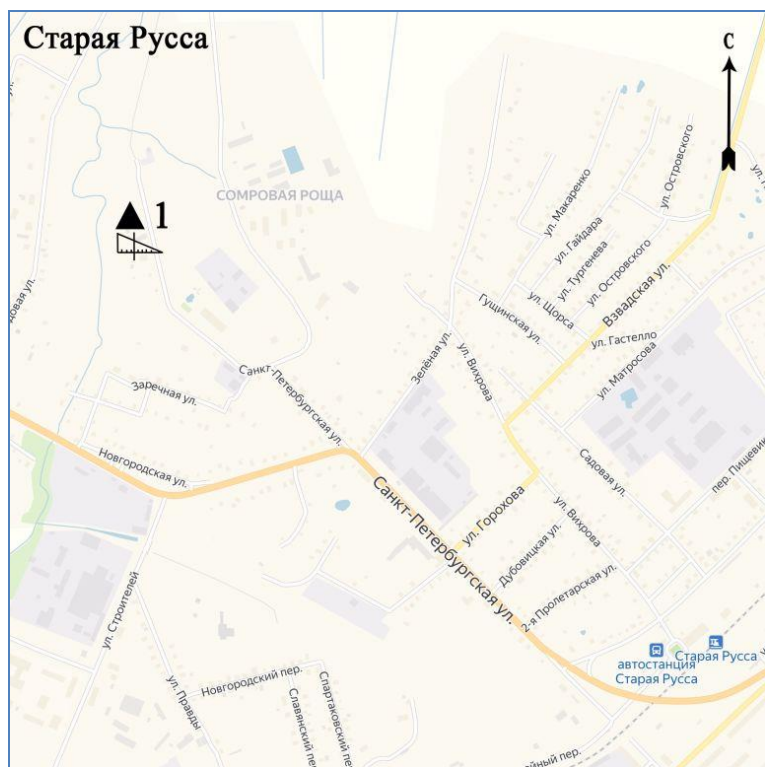 Старая Русса
С
1
СОМРОВАЯ РОЩА
ул. Макаренко
ул. Гайдара
ул. Тургенева
ул. Островского
ул. Островского
ул. Щорса
Гущинская ул.
Взвадская ул.
ул. Гастелло
ул. Матросова
Зелёная ул.
ул. Вихрова
Санкт-Петербургская ул.
Заречная ул.
Новгородская ул.
Садовая ул.
пер. Пищевик
Санкт-Петербургская ул.
ул. Горохова
ул. Вихрова
Дубовицкая ул.
2-я Пролетарская ул.
ул. Строителей
ул. Правды
Новгородский пер.
Славянский пер.
Спартаковский пер.
автостанция
Старая Русса
Старая Русса